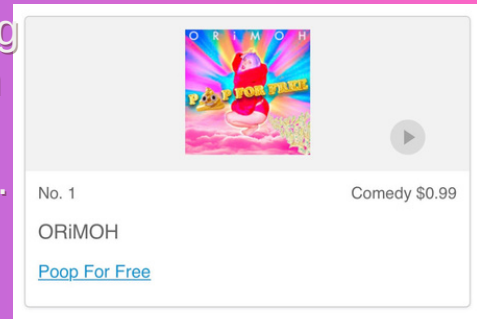 g
ORiMOH
POOP FOR FREE
No. 1
Comedy $0.99
ORiMOH
Poop For Free